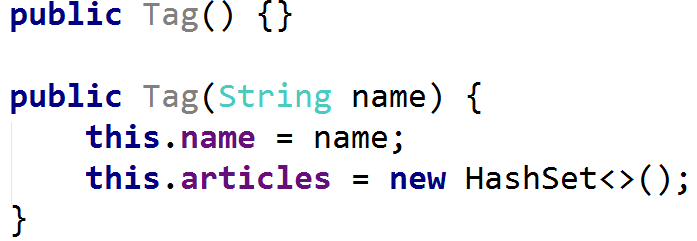 public Tag() {}

public Tag(String name) {
    this.name = name;
    this.articles = new HashSet<>();
}